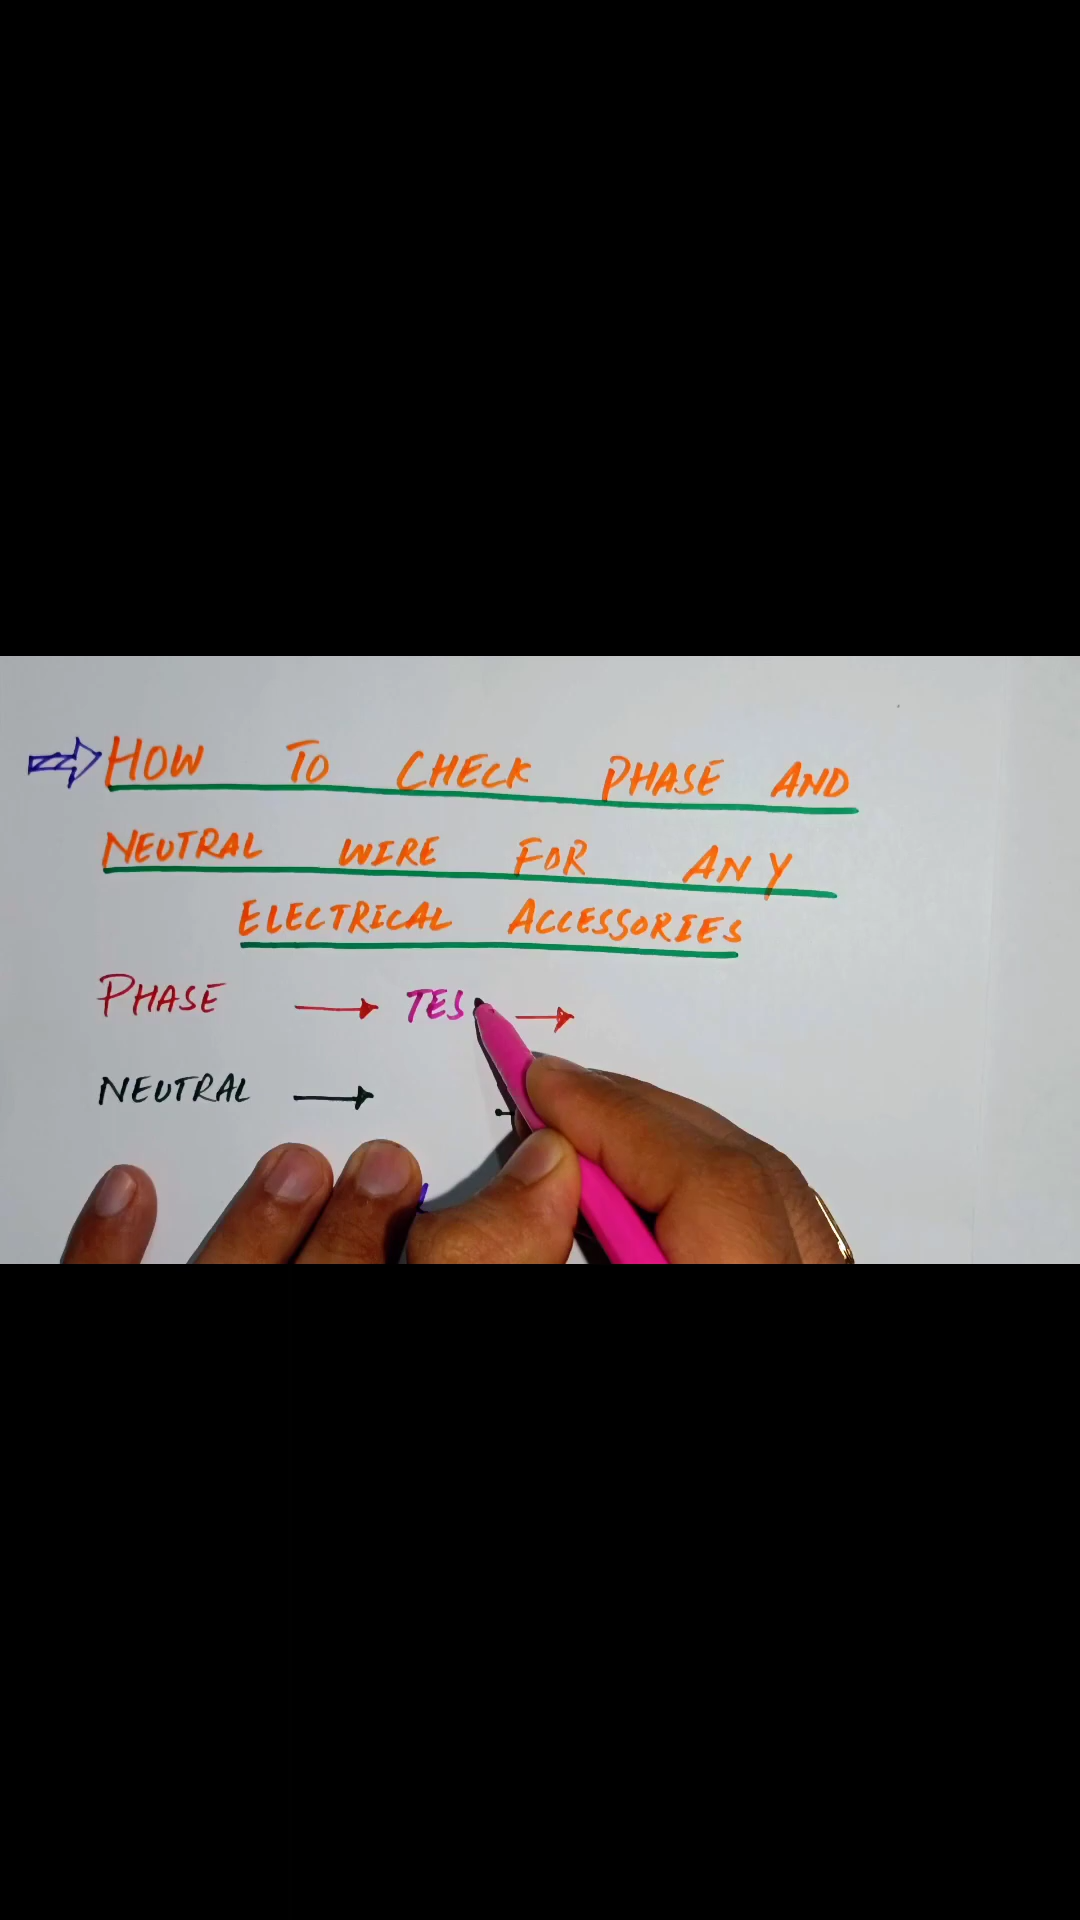 HOW TO CHECK PHASE AND
NEUTRAL WIRE FOR ANY
ELECTRICAL ACCESSORIES
PHASE → TES →
NEUTRAL →